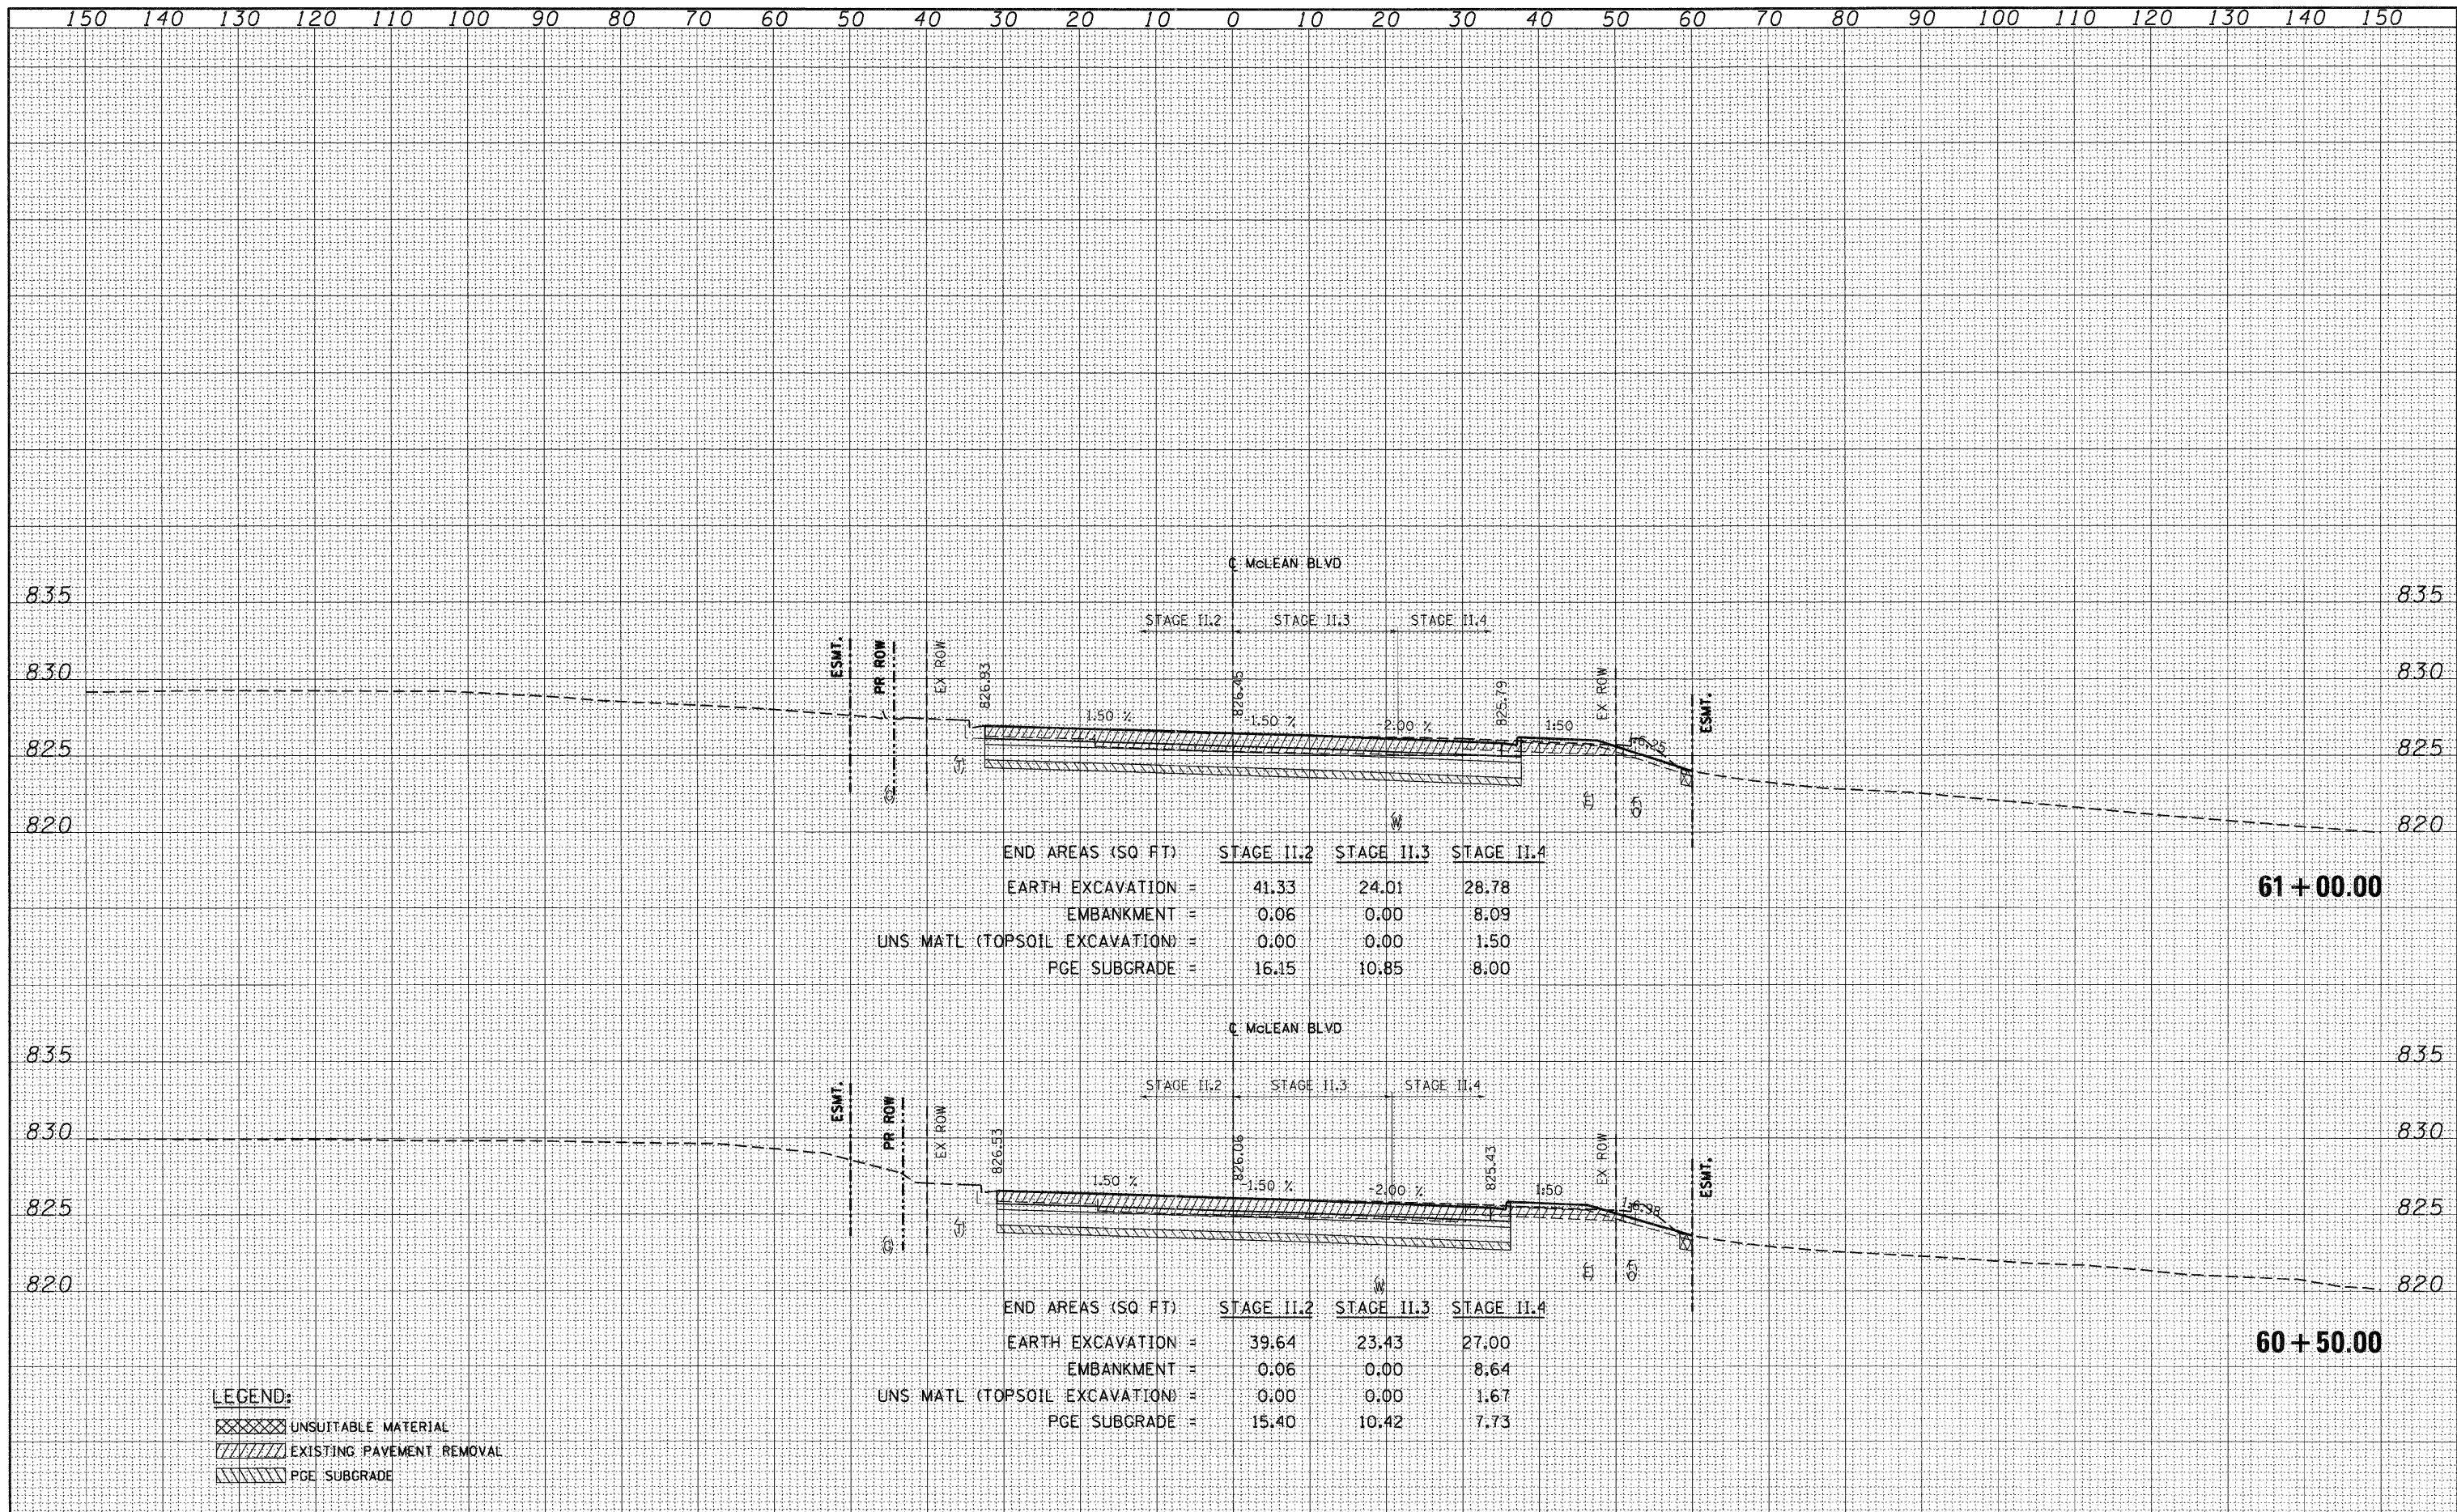 150 140 130 120 110 100 90 80 70 60 50 40 30 20 10 0 10 20 30 40 50 60 70 80 90 100 110 120 130 140 150
℄ McLEAN BLVD
835 835
STAGE II.2 STAGE II.3 STAGE II.4
830 830
ESMT. PR ROW EX ROW 826.93 826.45 825.79 EX ROW ESMT.
1.50 % -1.50 % -2.00 % 1:50 1:6.25
825 825
(T) (G) (E) (W)
820 820
END AREAS (SQ FT) STAGE II.2 STAGE II.3 STAGE II.4
EARTH EXCAVATION = 41.33 24.01 28.78
61+00.00
EMBANKMENT = 0.06 0.00 8.09
UNS MATL (TOPSOIL EXCAVATION) = 0.00 0.00 1.50
PGE SUBGRADE = 16.15 10.85 8.00
℄ McLEAN BLVD
835 835
STAGE II.2 STAGE II.3 STAGE II.4
830 830
ESMT. PR ROW EX ROW 826.53 826.06 825.43 EX ROW ESMT.
1.50 % -1.50 % -2.00 % 1:50 1:6.98
825 825
(T) (G) (E) (W)
820 820
END AREAS (SQ FT) STAGE II.2 STAGE II.3 STAGE II.4
EARTH EXCAVATION = 39.64 23.43 27.00
60+50.00
EMBANKMENT = 0.06 0.00 8.64
UNS MATL (TOPSOIL EXCAVATION) = 0.00 0.00 1.67
PGE SUBGRADE = 15.40 10.42 7.73
LEGEND:
UNSUITABLE MATERIAL
EXISTING PAVEMENT REMOVAL
PGE SUBGRADE